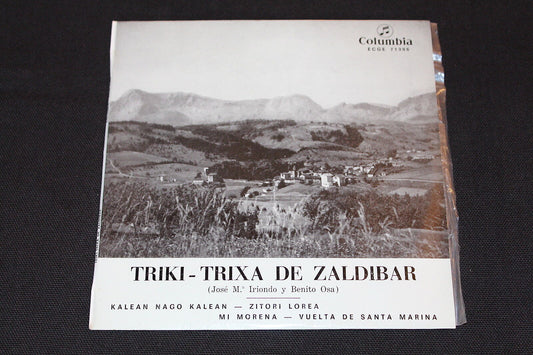 Columbia
ECGE 71388
TRIKI-TRIXA DE ZALDIBAR
(José M.ª Iriondo y Benito Osa)
KALEAN NAGO KALEAN — ZITORI LOREA
MI MORENA — VUELTA DE SANTA MARINA